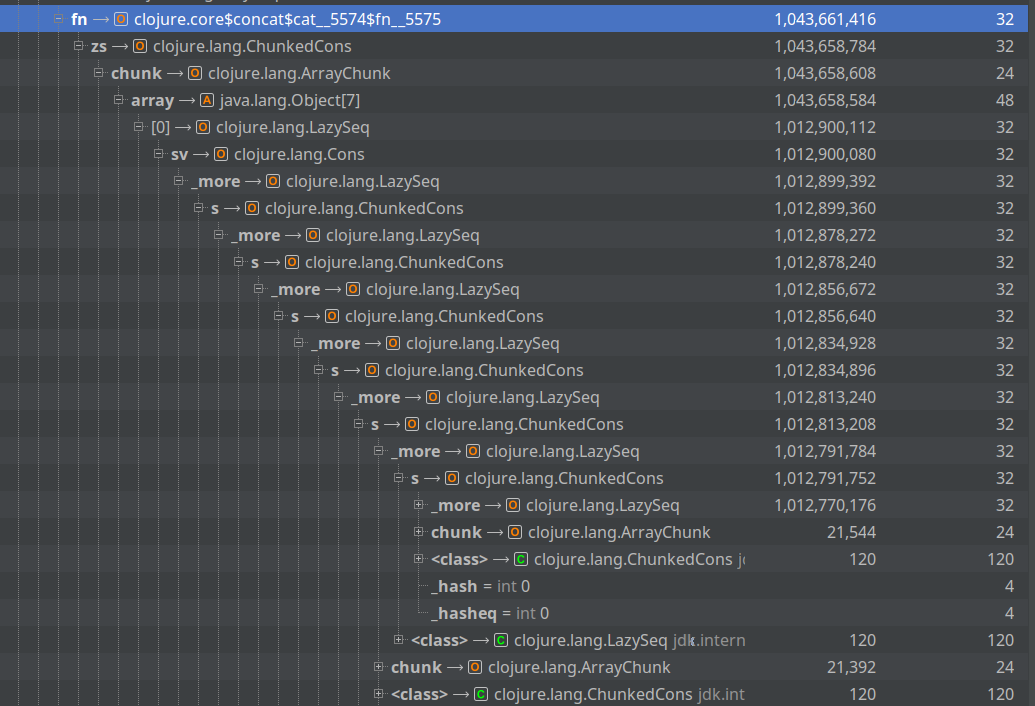 fn → O clojure.core$concat$cat__5574$fn__5575 1,043,661,416 32
zs → O clojure.lang.ChunkedCons 1,043,658,784 32
chunk → O clojure.lang.ArrayChunk 1,043,658,608 24
array → A java.lang.Object[7] 1,043,658,584 48
[0] → O clojure.lang.LazySeq 1,012,900,112 32
sv → O clojure.lang.Cons 1,012,900,080 32
_more → O clojure.lang.LazySeq 1,012,899,392 32
s → O clojure.lang.ChunkedCons 1,012,899,360 32
_more → O clojure.lang.LazySeq 1,012,878,272 32
s → O clojure.lang.ChunkedCons 1,012,878,240 32
_more → O clojure.lang.LazySeq 1,012,856,672 32
s → O clojure.lang.ChunkedCons 1,012,856,640 32
_more → O clojure.lang.LazySeq 1,012,834,928 32
s → O clojure.lang.ChunkedCons 1,012,834,896 32
_more → O clojure.lang.LazySeq 1,012,813,240 32
s → O clojure.lang.ChunkedCons 1,012,813,208 32
_more → O clojure.lang.LazySeq 1,012,791,784 32
s → O clojure.lang.ChunkedCons 1,012,791,752 32
_more → O clojure.lang.LazySeq 1,012,770,176 32
chunk → O clojure.lang.ArrayChunk 21,544 24
<class> → C clojure.lang.ChunkedCons 120 120
_hash = int 0 4
_hasheq = int 0 4
<class> → C clojure.lang.LazySeq jdk.intern 120 120
chunk → O clojure.lang.ArrayChunk 21,392 24
<class> → C clojure.lang.ChunkedCons jdk.int 120 120